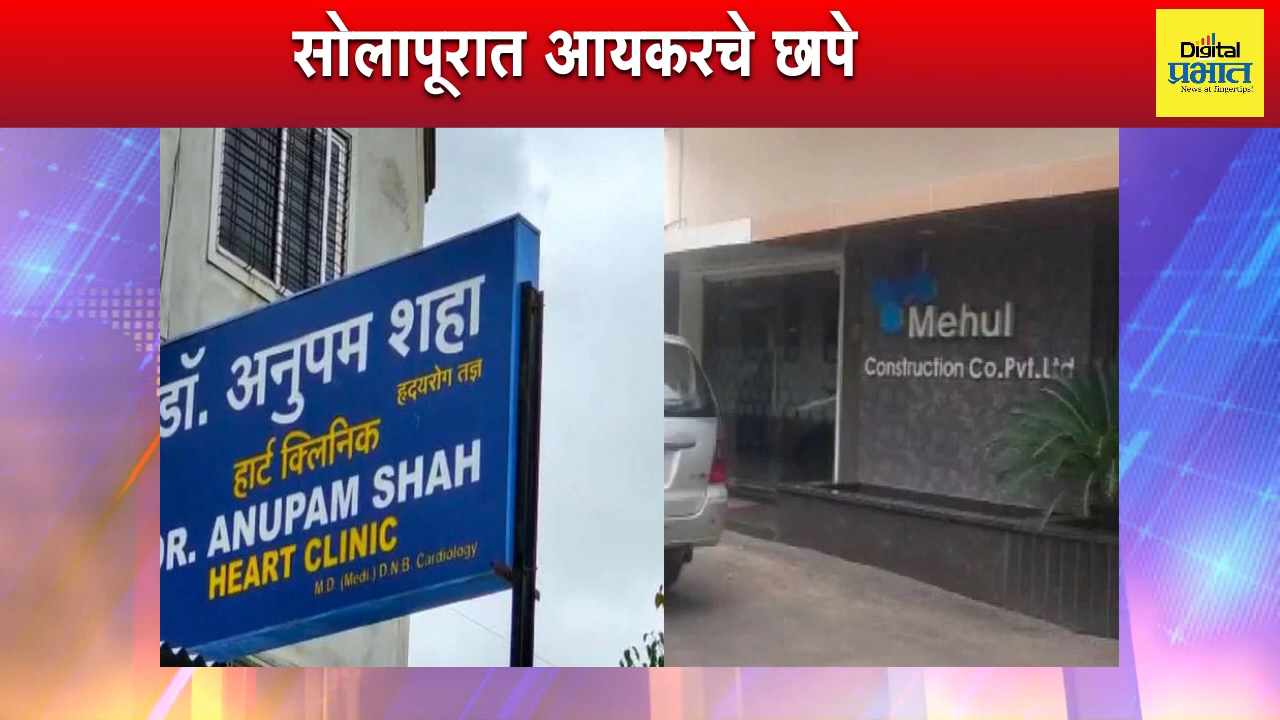 सोलापूरात आयकरचे छापे
Digital
प्रभात
News at fingertips!
डॉ. अनुपम शहा
हृदयरोग तज्ञ
हार्ट क्लिनिक
DR. ANUPAM SHAH
HEART CLINIC
M.D. (Medi.) D.N.B. Cardiology
Mehul
Construction Co.Pvt.Ltd